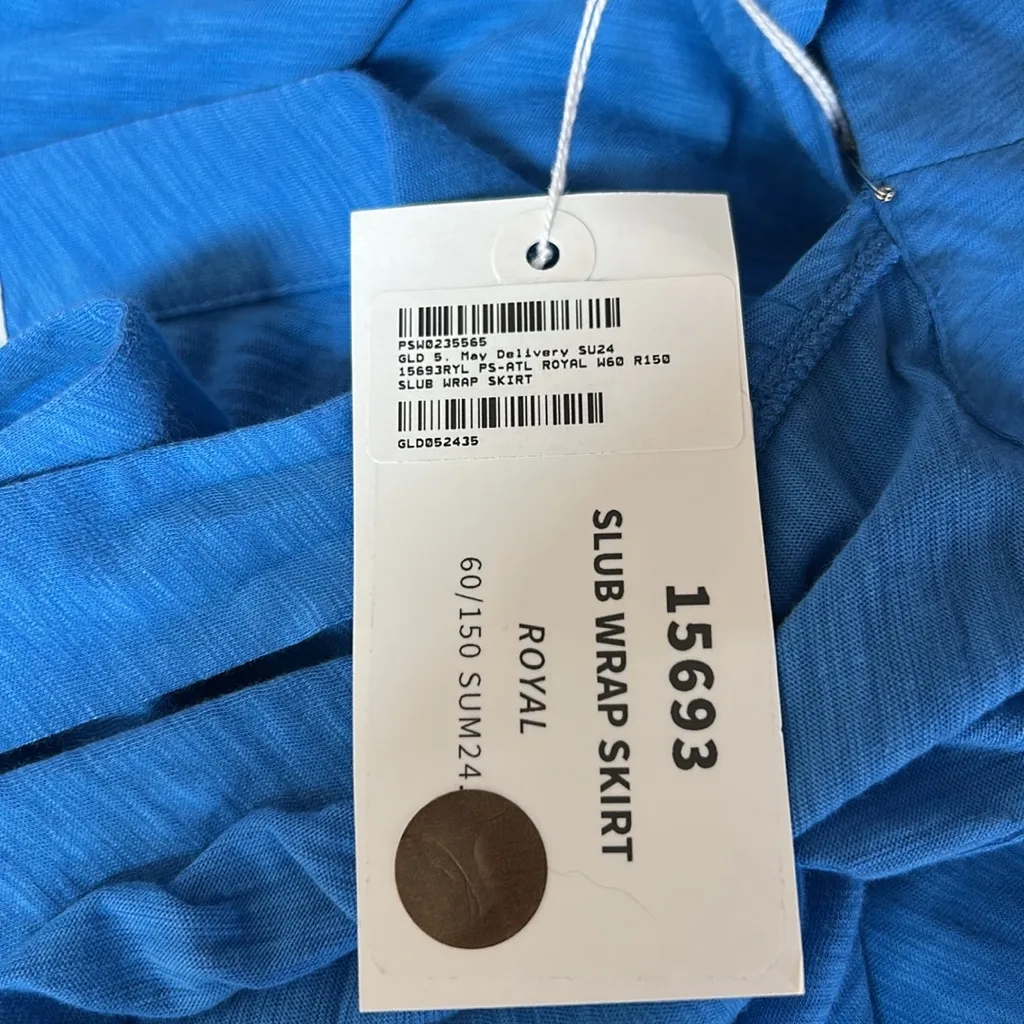 PSW0235565
GLD 5. May Delivery SU24
15693RYL PS-ATL ROYAL W60 R150
SLUB WRAP SKIRT
GLD052435
15693
SLUB WRAP SKIRT
ROYAL
60/150 SUM24.